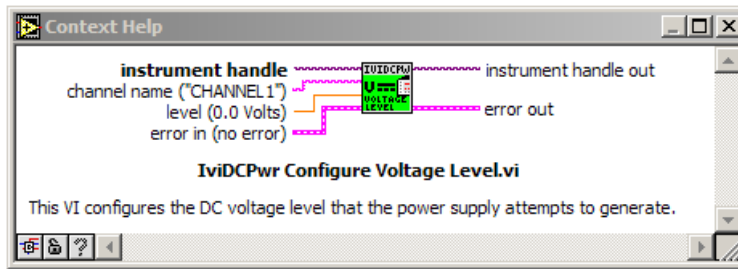 Context Help
instrument handle
IVIDCPW
instrument handle out
channel name ("CHANNEL1")
V
level (0.0 Volts)
VOLTAGE
LEVEL
error out
error in (no error)
IviDCPwr Configure Voltage Level.vi
This VI configures the DC voltage level that the power supply attempts to generate.
?